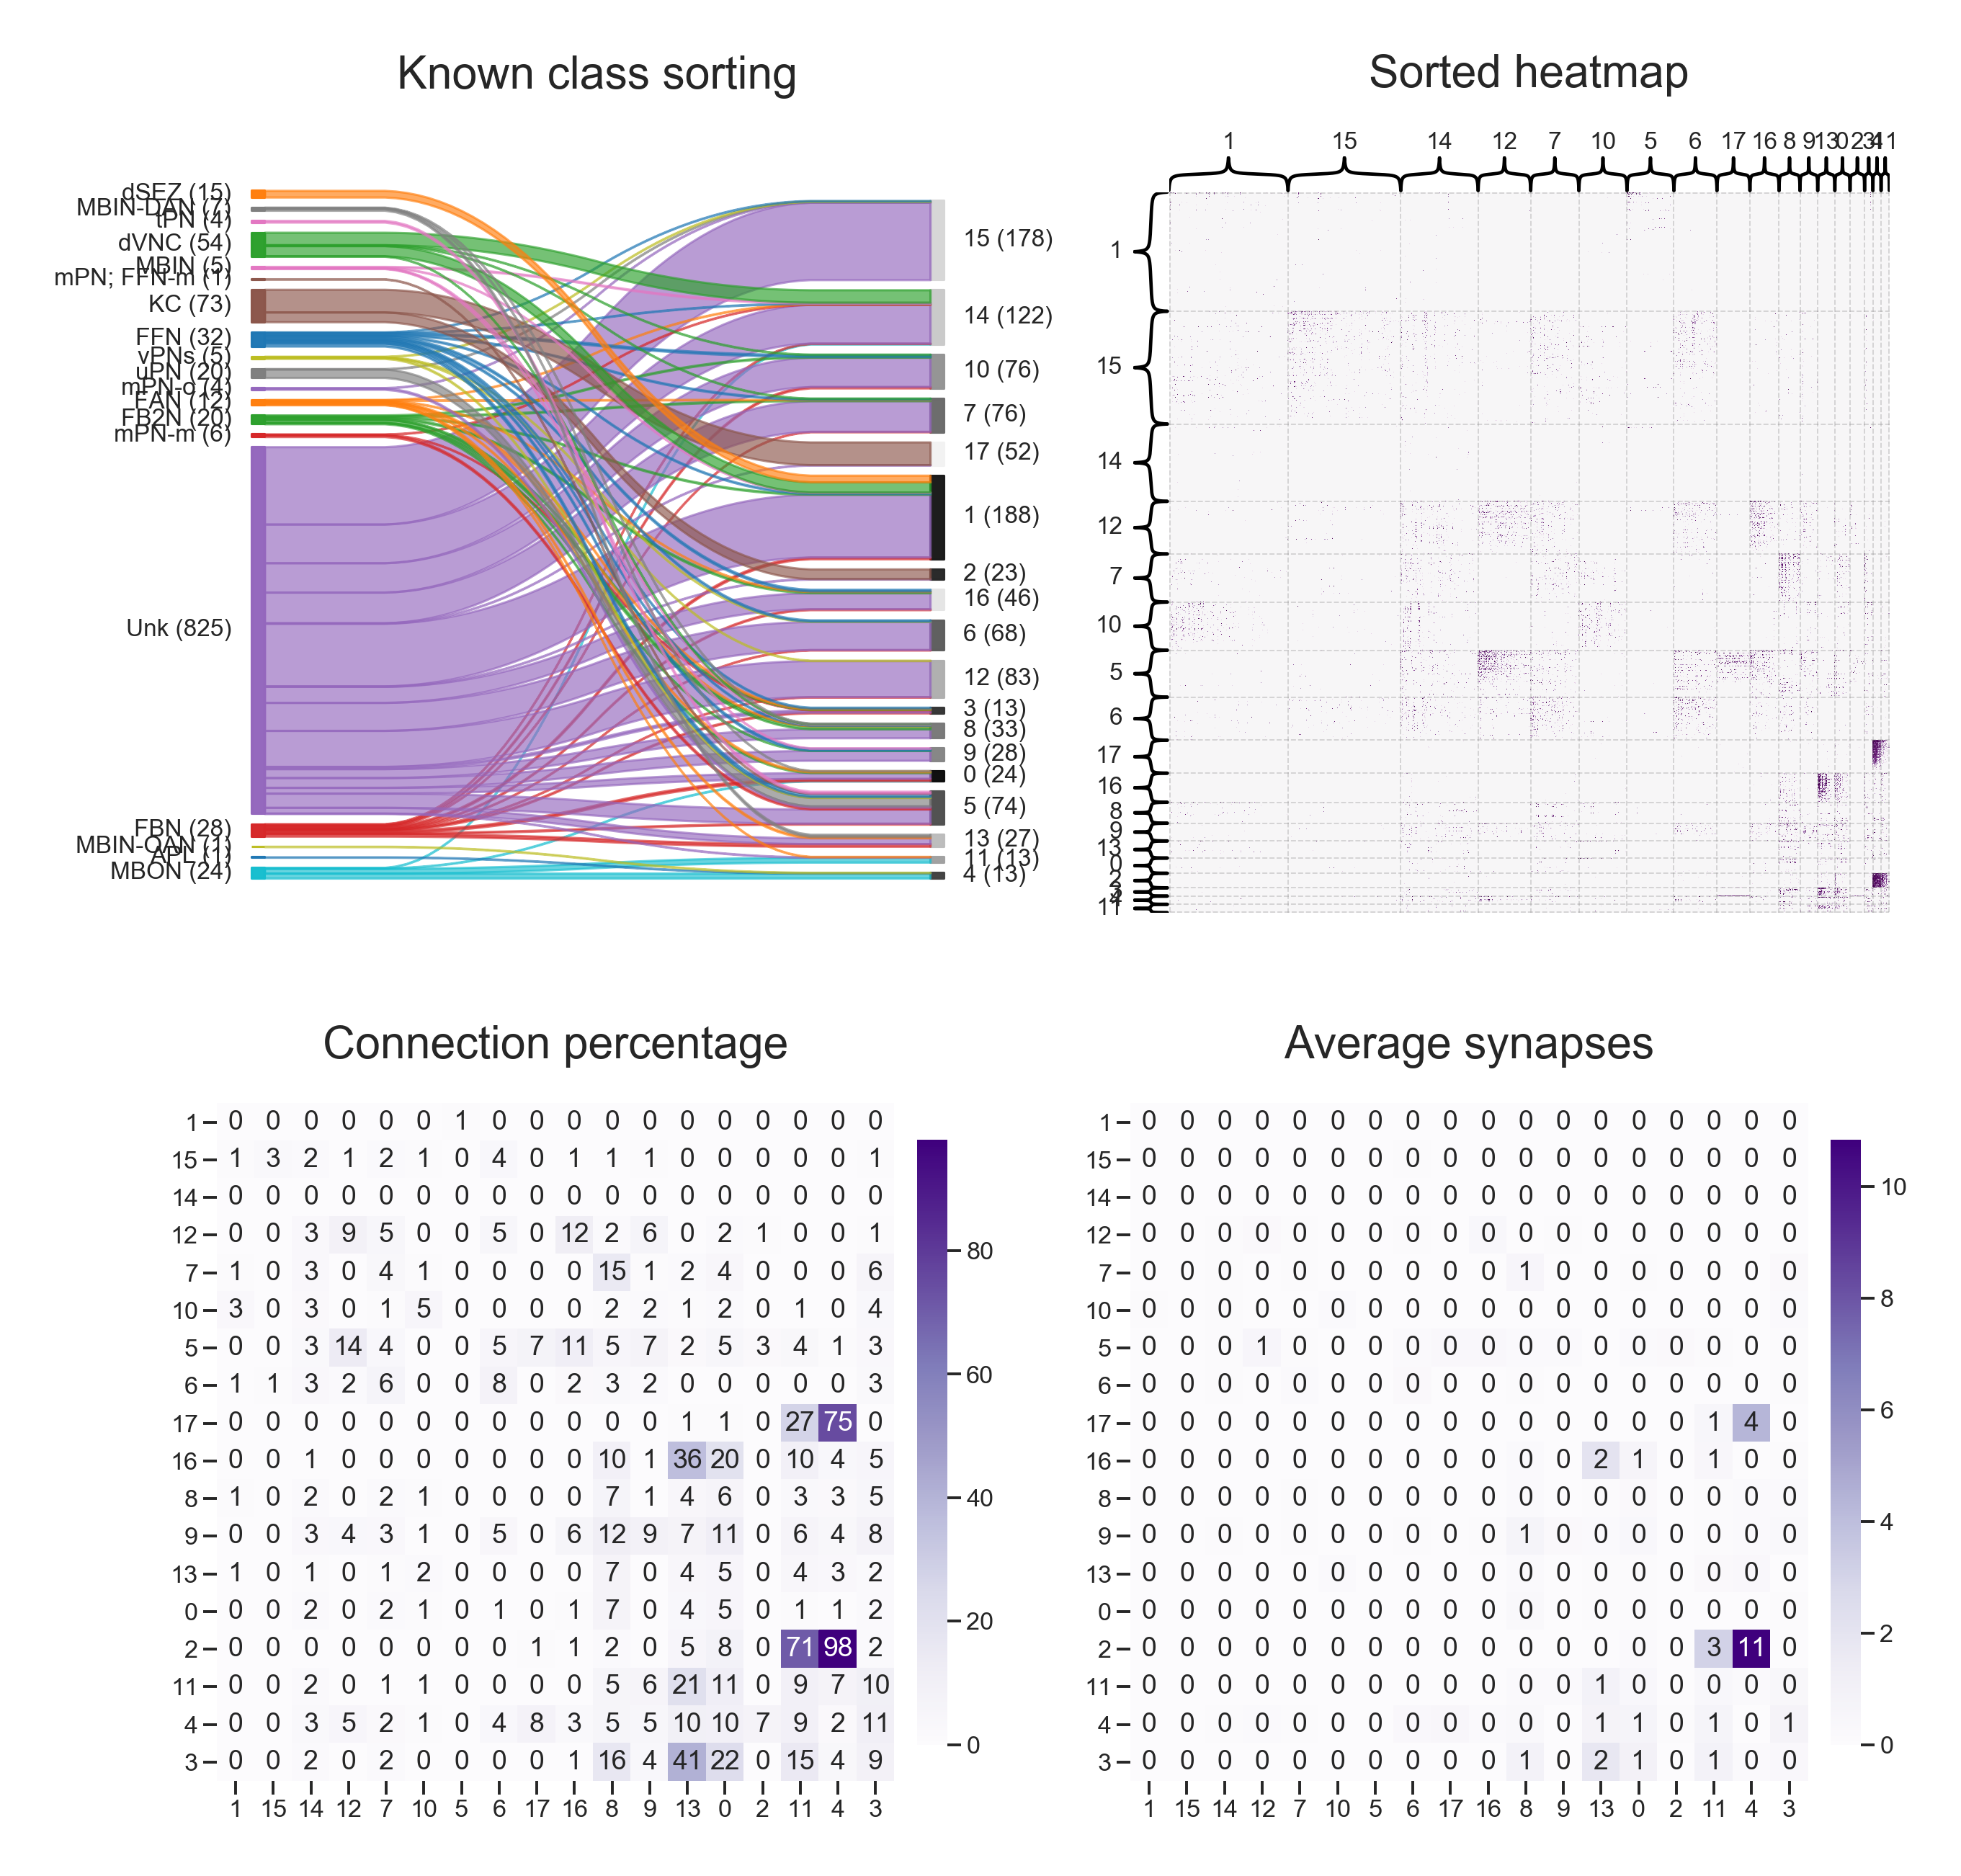 Known class sorting
dSEZ (15)
MBIN-DAN (7)
tPN (4)
dVNC (54)
MBIN (5)
mPN; FFN-m (1)
KC (73)
FFN (32)
vPNs (5)
uPN (20)
mPN-o (4)
FAN (12)
FB2N (20)
mPN-m (6)
Unk (825)
FBN (28)
MBIN-OAN (1)
APL (1)
MBON (24)
15 (178)
14 (122)
10 (76)
7 (76)
17 (52)
1 (188)
2 (23)
16 (46)
6 (68)
12 (83)
3 (13)
8 (33)
9 (28)
0 (24)
5 (74)
13 (27)
11 (13)
4 (13)
Sorted heatmap
1 15 14 12 7 10 5 6 17 16 8 9 13 0 2 3 4 11
1
15
14
12
7
10
5
6
17
16
8
9
13
0
2
3
4
11
Connection percentage
1 0 0 0 0 0 0 1 0 0 0 0 0 0 0 0 0 0 0
15 1 3 2 1 2 1 0 4 0 1 1 1 0 0 0 0 0 1
14 0 0 0 0 0 0 0 0 0 0 0 0 0 0 0 0 0 0
12 0 0 3 9 5 0 0 5 0 12 2 6 0 2 1 0 0 1
7 1 0 3 0 4 1 0 0 0 0 15 1 2 4 0 0 0 6
10 3 0 3 0 1 5 0 0 0 0 2 2 1 2 0 1 0 4
5 0 0 3 14 4 0 0 5 7 11 5 7 2 5 3 4 1 3
6 1 1 3 2 6 0 0 8 0 2 3 2 0 0 0 0 0 3
17 0 0 0 0 0 0 0 0 0 0 0 0 1 1 0 27 75 0
16 0 0 1 0 0 0 0 0 0 0 10 1 36 20 0 10 4 5
8 1 0 2 0 2 1 0 0 0 0 7 1 4 6 0 3 3 5
9 0 0 3 4 3 1 0 5 0 6 12 9 7 11 0 6 4 8
13 1 0 1 0 1 2 0 0 0 0 7 0 4 5 0 4 3 2
0 0 0 2 0 2 1 0 1 0 1 7 0 4 5 0 1 1 2
2 0 0 0 0 0 0 0 0 1 1 2 0 5 8 0 71 98 2
11 0 0 2 0 1 1 0 0 0 0 5 6 21 11 0 9 7 10
4 0 0 3 5 2 1 0 4 8 3 5 5 10 10 7 9 2 11
3 0 0 2 0 2 0 0 0 0 1 16 4 41 22 0 15 4 9
1 15 14 12 7 10 5 6 17 16 8 9 13 0 2 11 4 3
80
60
40
20
0
Average synapses
1 0 0 0 0 0 0 0 0 0 0 0 0 0 0 0 0 0 0
15 0 0 0 0 0 0 0 0 0 0 0 0 0 0 0 0 0 0
14 0 0 0 0 0 0 0 0 0 0 0 0 0 0 0 0 0 0
12 0 0 0 0 0 0 0 0 0 0 0 0 0 0 0 0 0 0
7 0 0 0 0 0 0 0 0 0 0 1 0 0 0 0 0 0 0
10 0 0 0 0 0 0 0 0 0 0 0 0 0 0 0 0 0 0
5 0 0 0 1 0 0 0 0 0 0 0 0 0 0 0 0 0 0
6 0 0 0 0 0 0 0 0 0 0 0 0 0 0 0 0 0 0
17 0 0 0 0 0 0 0 0 0 0 0 0 0 0 0 1 4 0
16 0 0 0 0 0 0 0 0 0 0 0 0 2 1 0 1 0 0
8 0 0 0 0 0 0 0 0 0 0 0 0 0 0 0 0 0 0
9 0 0 0 0 0 0 0 0 0 0 1 0 0 0 0 0 0 0
13 0 0 0 0 0 0 0 0 0 0 0 0 0 0 0 0 0 0
0 0 0 0 0 0 0 0 0 0 0 0 0 0 0 0 0 0 0
2 0 0 0 0 0 0 0 0 0 0 0 0 0 0 0 3 11 0
11 0 0 0 0 0 0 0 0 0 0 0 0 1 0 0 0 0 0
4 0 0 0 0 0 0 0 0 0 0 0 0 1 1 0 1 0 1
3 0 0 0 0 0 0 0 0 0 0 1 0 2 1 0 1 0 0
1 15 14 12 7 10 5 6 17 16 8 9 13 0 2 11 4 3
10
8
6
4
2
0